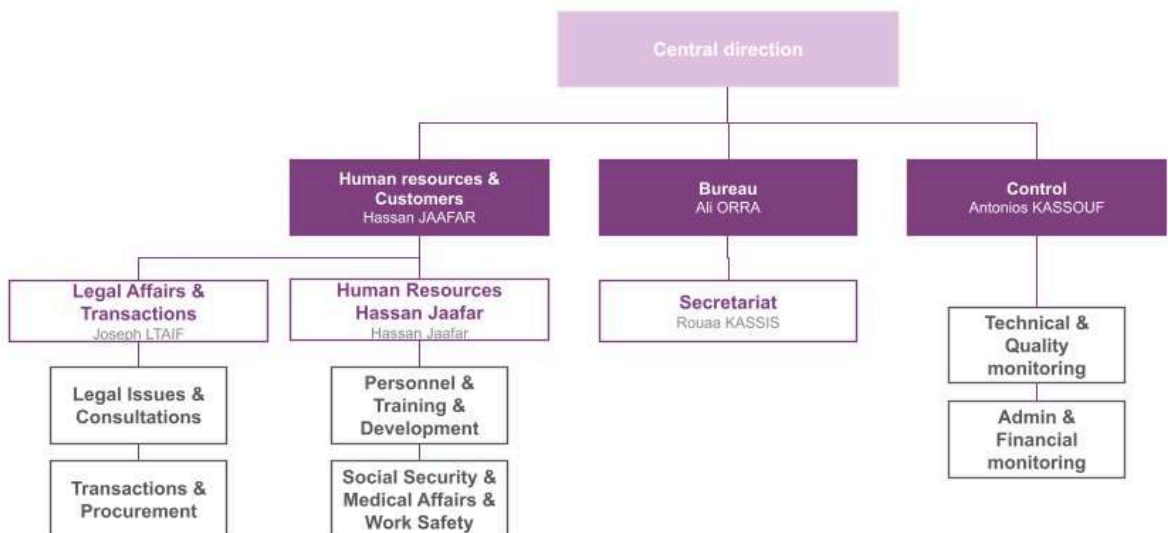 Central direction
Human resources &
Customers
Hassan JAAFAR
Bureau
Ali ORRA
Control
Antonios KASSOUF
Legal Affairs &
Transactions
Joseph LTAIF
Human Resources
Hassan Jaafar
Hassan Jaafar
Secretariat
Rouaa KASSIS
Technical &
Quality
monitoring
Legal Issues &
Consultations
Personnel &
Training &
Development
Admin &
Financial
monitoring
Transactions &
Procurement
Social Security &
Medical Affairs &
Work Safety